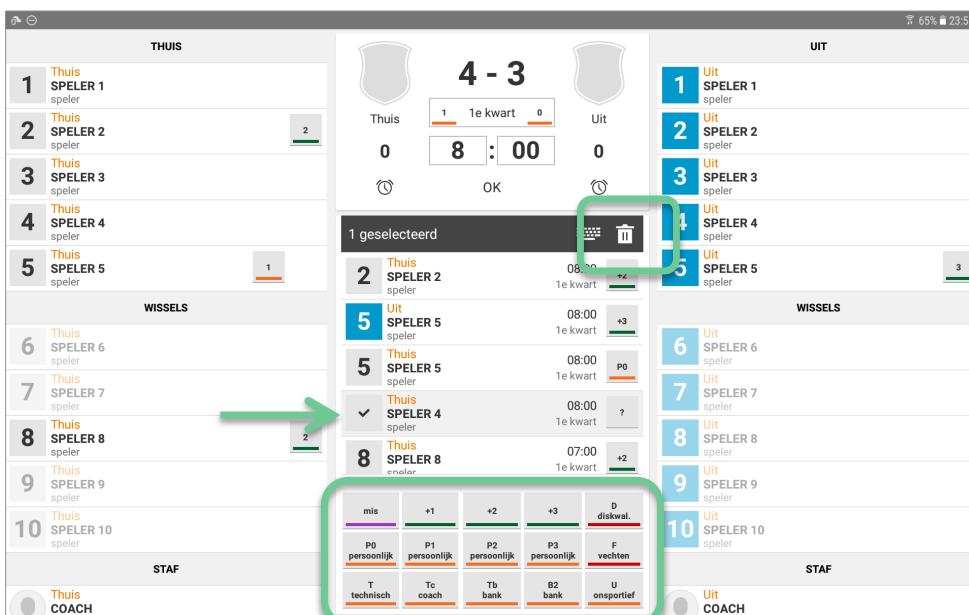 65% 23:5
THUIS
1
Thuis
SPELER 1
speler
2
Thuis
SPELER 2
speler
2
3
Thuis
SPELER 3
speler
4
Thuis
SPELER 4
speler
5
Thuis
SPELER 5
speler
1
WISSELS
6
Thuis
SPELER 6
speler
7
Thuis
SPELER 7
speler
8
Thuis
SPELER 8
speler
2
9
Thuis
SPELER 9
speler
10
Thuis
SPELER 10
speler
STAF
Thuis
COACH
4 - 3
Thuis
1 1e kwart 0
Uit
0
8 : 00
0
OK
1 geselecteerd
2
Thuis
SPELER 2
speler
08:00
1e kwart
+2
5
Uit
SPELER 5
speler
08:00
1e kwart
+3
5
Thuis
SPELER 5
speler
08:00
1e kwart
P0
Thuis
SPELER 4
speler
08:00
1e kwart
?
8
Thuis
SPELER 8
speler
07:00
1e kwart
+2
mis +1 +2 +3 D
diskwal.
P0 P1 P2 P3 F
persoonlijk persoonlijk persoonlijk persoonlijk vechten
T Tc Tb B2 U
technisch coach bank bank onsportief
UIT
1
Uit
SPELER 1
speler
2
Uit
SPELER 2
speler
3
Uit
SPELER 3
speler
4
Uit
SPELER 4
speler
5
Uit
SPELER 5
speler
3
WISSELS
6
Uit
SPELER 6
speler
7
Uit
SPELER 7
speler
8
Uit
SPELER 8
speler
9
Uit
SPELER 9
speler
10
Uit
SPELER 10
speler
STAF
Uit
COACH